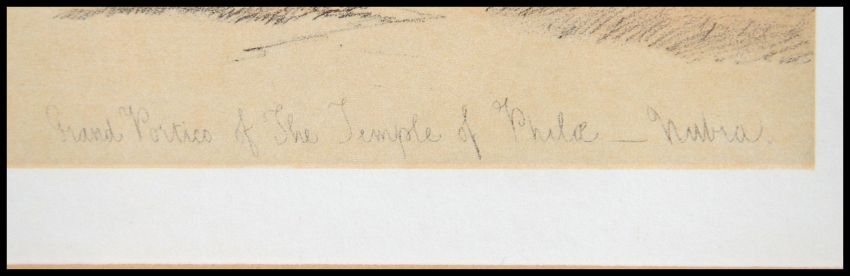 Grand Portico of The Temple of Philæ — Nubia.